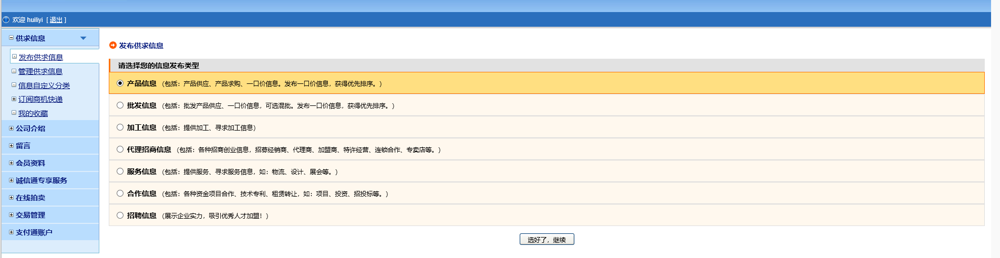 欢迎 huiliyi [ 退出 ]
供求信息
发布供求信息
管理供求信息
信息自定义分类
订阅商机快递
我的收藏
公司介绍
留言
会员资料
诚信通专享服务
在线拍卖
交易管理
支付通账户
发布供求信息
请选择您的信息发布类型
产品信息 （包括：产品供应、产品求购、一口价信息。发布一口价信息，获得优先排序。）
批发信息 （包括：批发产品供应、一口价信息，可选混批。发布一口价信息，获得优先排序。）
加工信息 （包括：提供加工、寻求加工信息）
代理招商信息 （包括：各种招商创业信息，招募经销商、代理商、加盟商、特许经营、连锁合作、专卖店等。）
服务信息 （包括：提供服务、寻求服务信息，如：物流、设计、展会等。）
合作信息 （包括：各种资金项目合作、技术专利、租赁转让，如：项目、投资、招投标等。）
招聘信息 （展示企业实力，吸引优秀人才加盟！）
选好了，继续